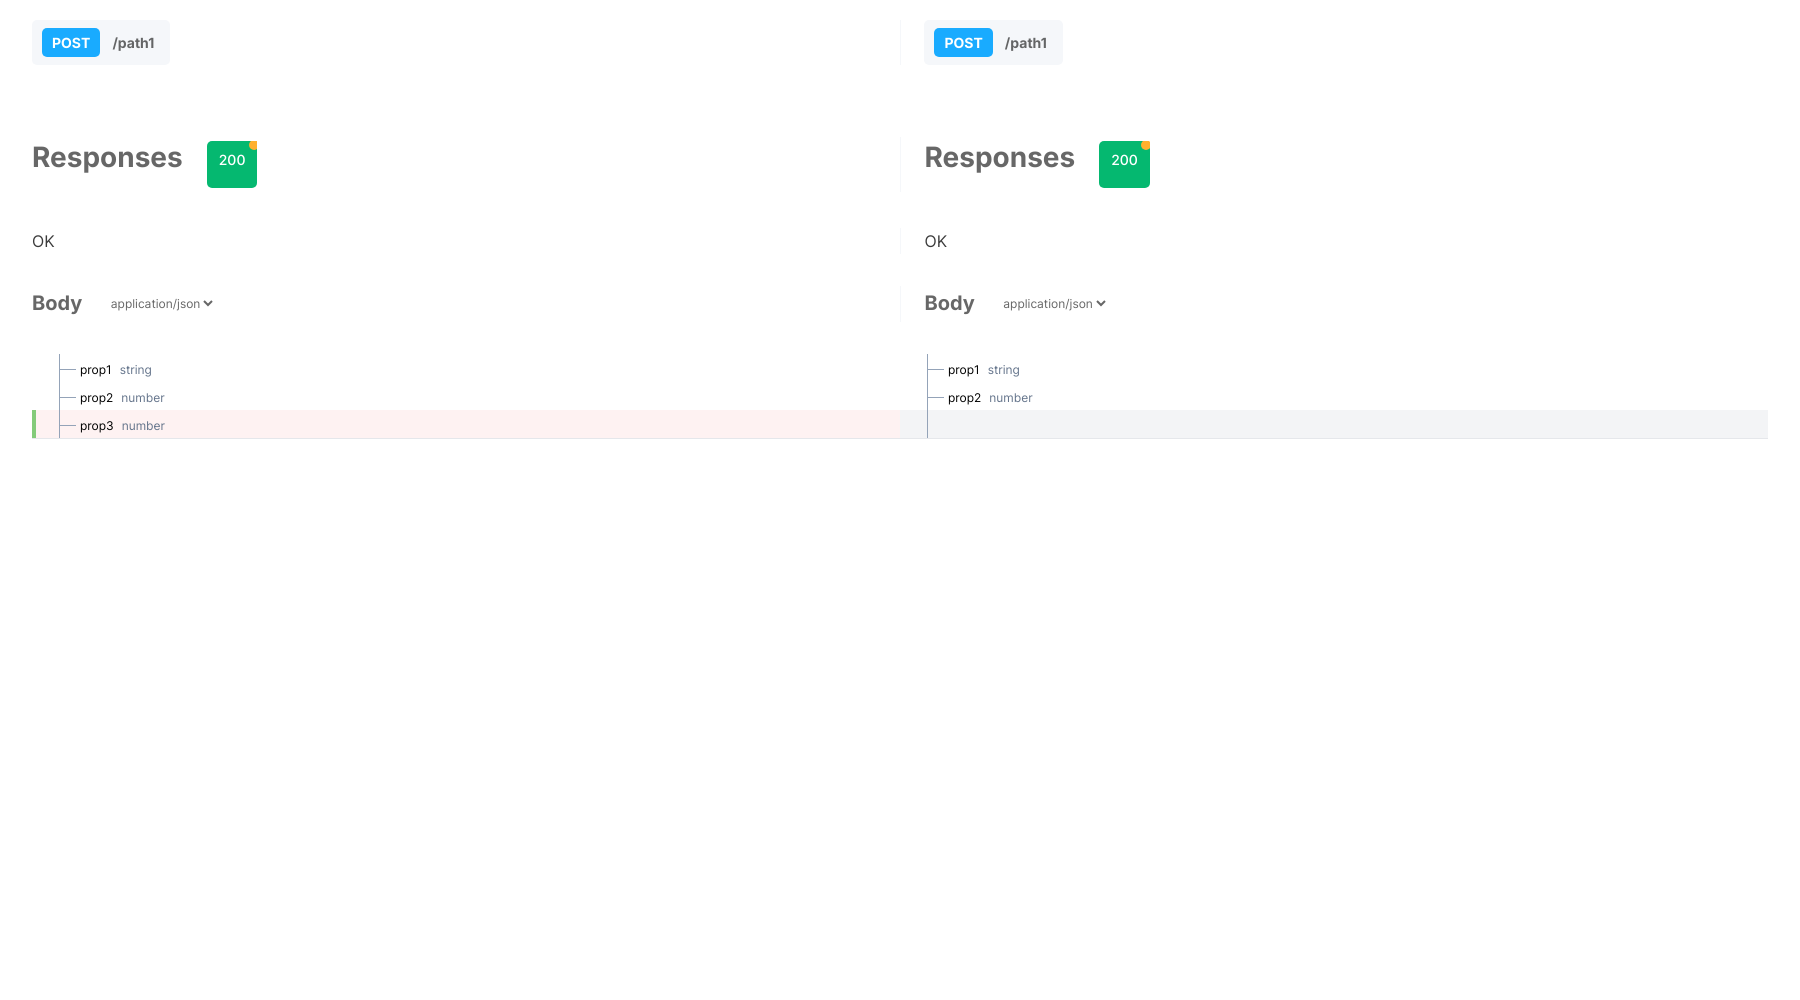 POST /path1 POST /path1
Responses 200 Responses 200
OK OK
Body application/json Body application/json
prop1 string prop1 string
prop2 number prop2 number
prop3 number